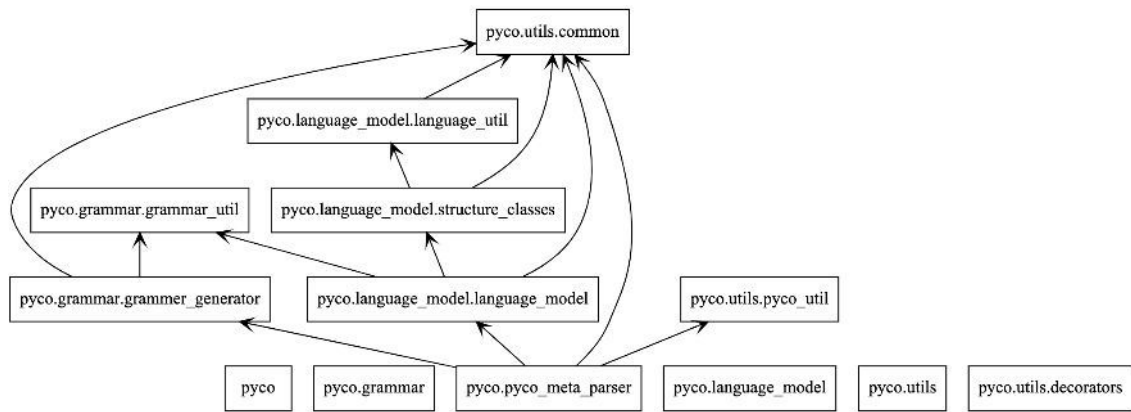 pyco.utils.common
pyco.language_model.language_util
pyco.grammar.grammar_util
pyco.language_model.structure_classes
pyco.grammar.grammer_generator
pyco.language_model.language_model
pyco.utils.pyco_util
pyco
pyco.grammar
pyco.pyco_meta_parser
pyco.language_model
pyco.utils
pyco.utils.decorators